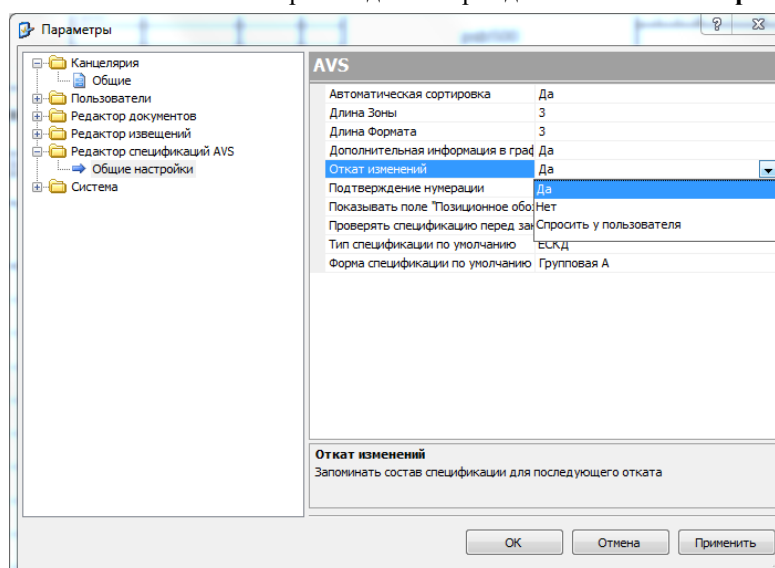 Параметры
Канцелярия
Общие
Пользователи
Редактор документов
Редактор извещений
Редактор спецификаций AVS
Общие настройки
Система
AVS
Автоматическая сортировка Да
Длина Зоны 3
Длина Формата 3
Дополнительная информация в граф Да
Откат изменений Да
Подтверждение нумерации Да
Показывать поле "Позиционное обо Нет
Проверять спецификацию перед зак Спросить у пользователя
Тип спецификации по умолчанию ЕСКД
Форма спецификации по умолчанию Групповая А
Откат изменений
Запоминать состав спецификации для последующего отката
ОК Отмена Применить